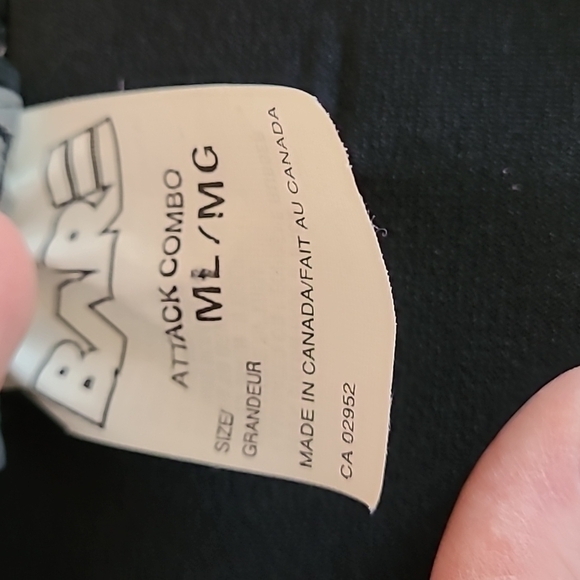 BARE
ATTACK COMBO
ML/MG
SIZE/
GRANDEUR
MADE IN CANADA/FAIT AU CANADA
CA 02952